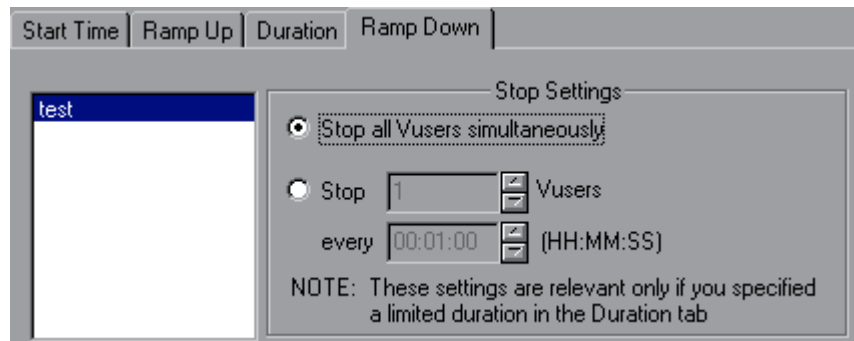 Start Time Ramp Up Duration Ramp Down
test
Stop Settings
Stop all Vusers simultaneously
Stop 1 Vusers
every 00:01:00 (HH:MM:SS)
NOTE: These settings are relevant only if you specified
a limited duration in the Duration tab